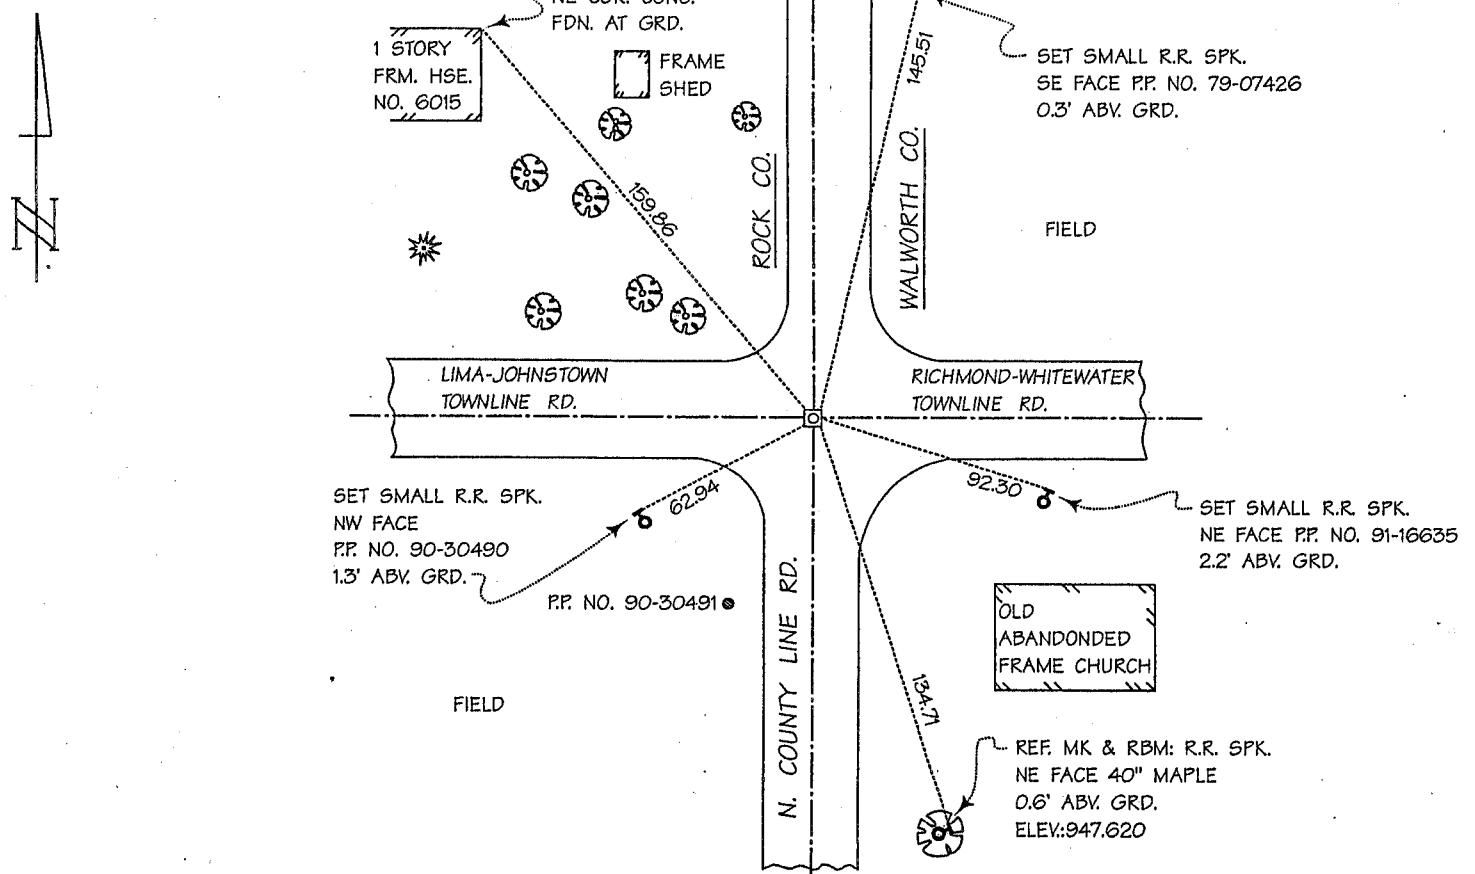 FDN. AT GRD.
1 STORY
FRM. HSE.
NO. 6015
FRAME
SHED
145.51
SET SMALL R.R. SPK.
SE FACE P.P. NO. 79-07426
0.3' ABV. GRD.
N
159.86
ROCK CO.
WALWORTH CO.
FIELD
LIMA-JOHNSTOWN
TOWNLINE RD.
RICHMOND-WHITEWATER
TOWNLINE RD.
SET SMALL R.R. SPK.
NW FACE
P.P. NO. 90-30490
1.3' ABV. GRD.
62.94
92.30
SET SMALL R.R. SPK.
NE FACE P.P. NO. 91-16635
2.2' ABV. GRD.
P.P. NO. 90-30491
N. COUNTY LINE RD.
OLD
ABANDONDED
FRAME CHURCH
FIELD
134.71
REF. MK & RBM: R.R. SPK.
NE FACE 40" MAPLE
0.6' ABV. GRD.
ELEV.:947.620